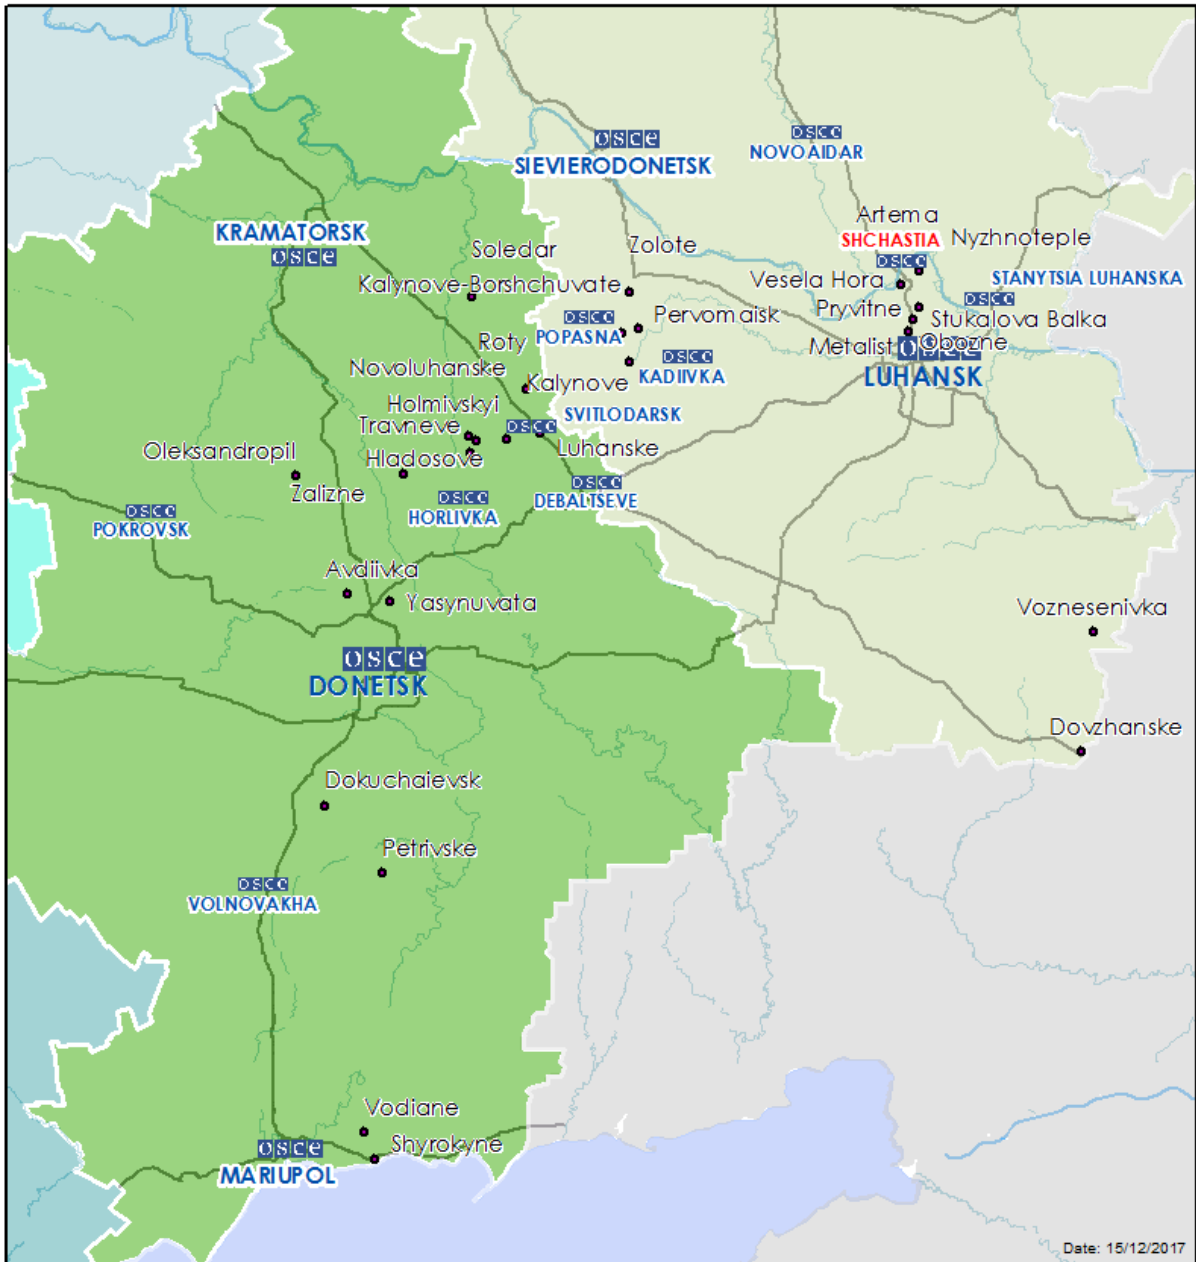 osce
SIEVIERODONETSK
osce
NOVOAIDAR
Artema
SHCHASTIA
osce
Nyzhnoteple
KRAMATORSK
osce
Soledar
Zolote
Vesela Hora
STANYTSIA LUHANSKA
osce
Kalynove-Borshchuvate
Pryvitne
Stukalova Balka
osce
POPASNA
Pervomaisk
Roty
Metalist
Obozne
osce
LUHANSK
osce
KADIIVKA
Novoluhanske
Kalynove
Holmivskyi
SVITLODARSK
osce
Travneve
Luhanske
Hladosove
Oleksandropil
Zalizne
osce
DEBALTSEVE
osce
HORLIVKA
osce
POKROVSK
Avdiivka
Yasynuvata
Voznesenivka
osce
DONETSK
Dovzhanske
Dokuchaievsk
Petrivske
osce
VOLNOVAKHA
Vodiane
Shyrokyne
osce
MARIUPOL
Date: 15/12/2017